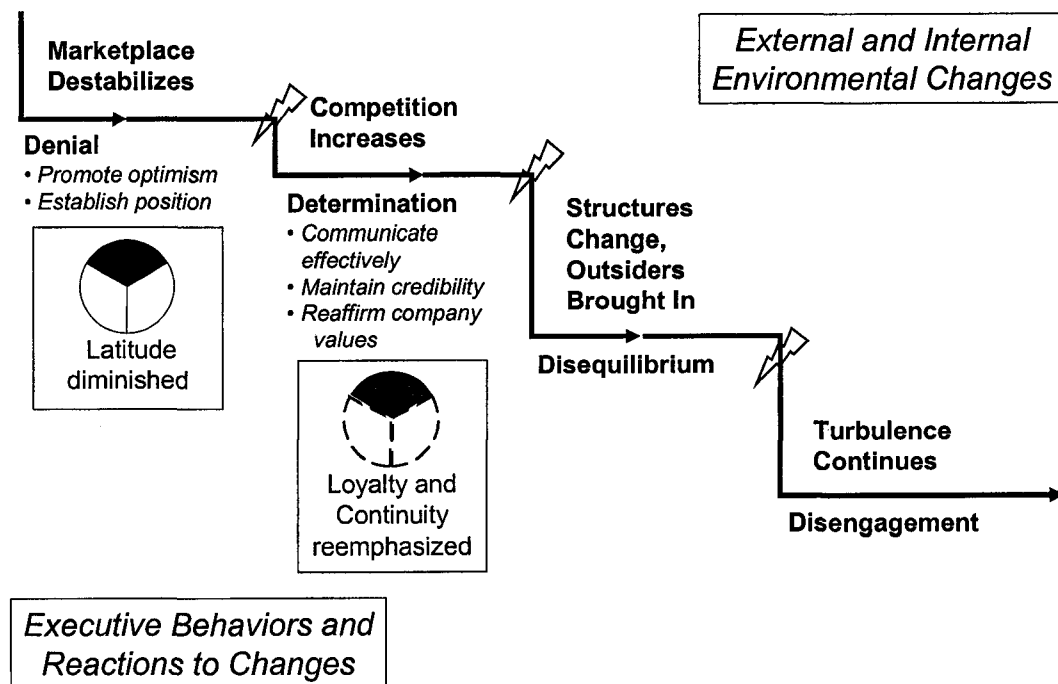 Marketplace
Destabilizes
External and Internal
Environmental Changes
Denial
• Promote optimism
• Establish position
Latitude
diminished
Competition
Increases
Determination
• Communicate
effectively
• Maintain credibility
• Reaffirm company
values
Loyalty and
Continuity
reemphasized
Structures
Change,
Outsiders
Brought In
Disequilibrium
Turbulence
Continues
Disengagement
Executive Behaviors and
Reactions to Changes